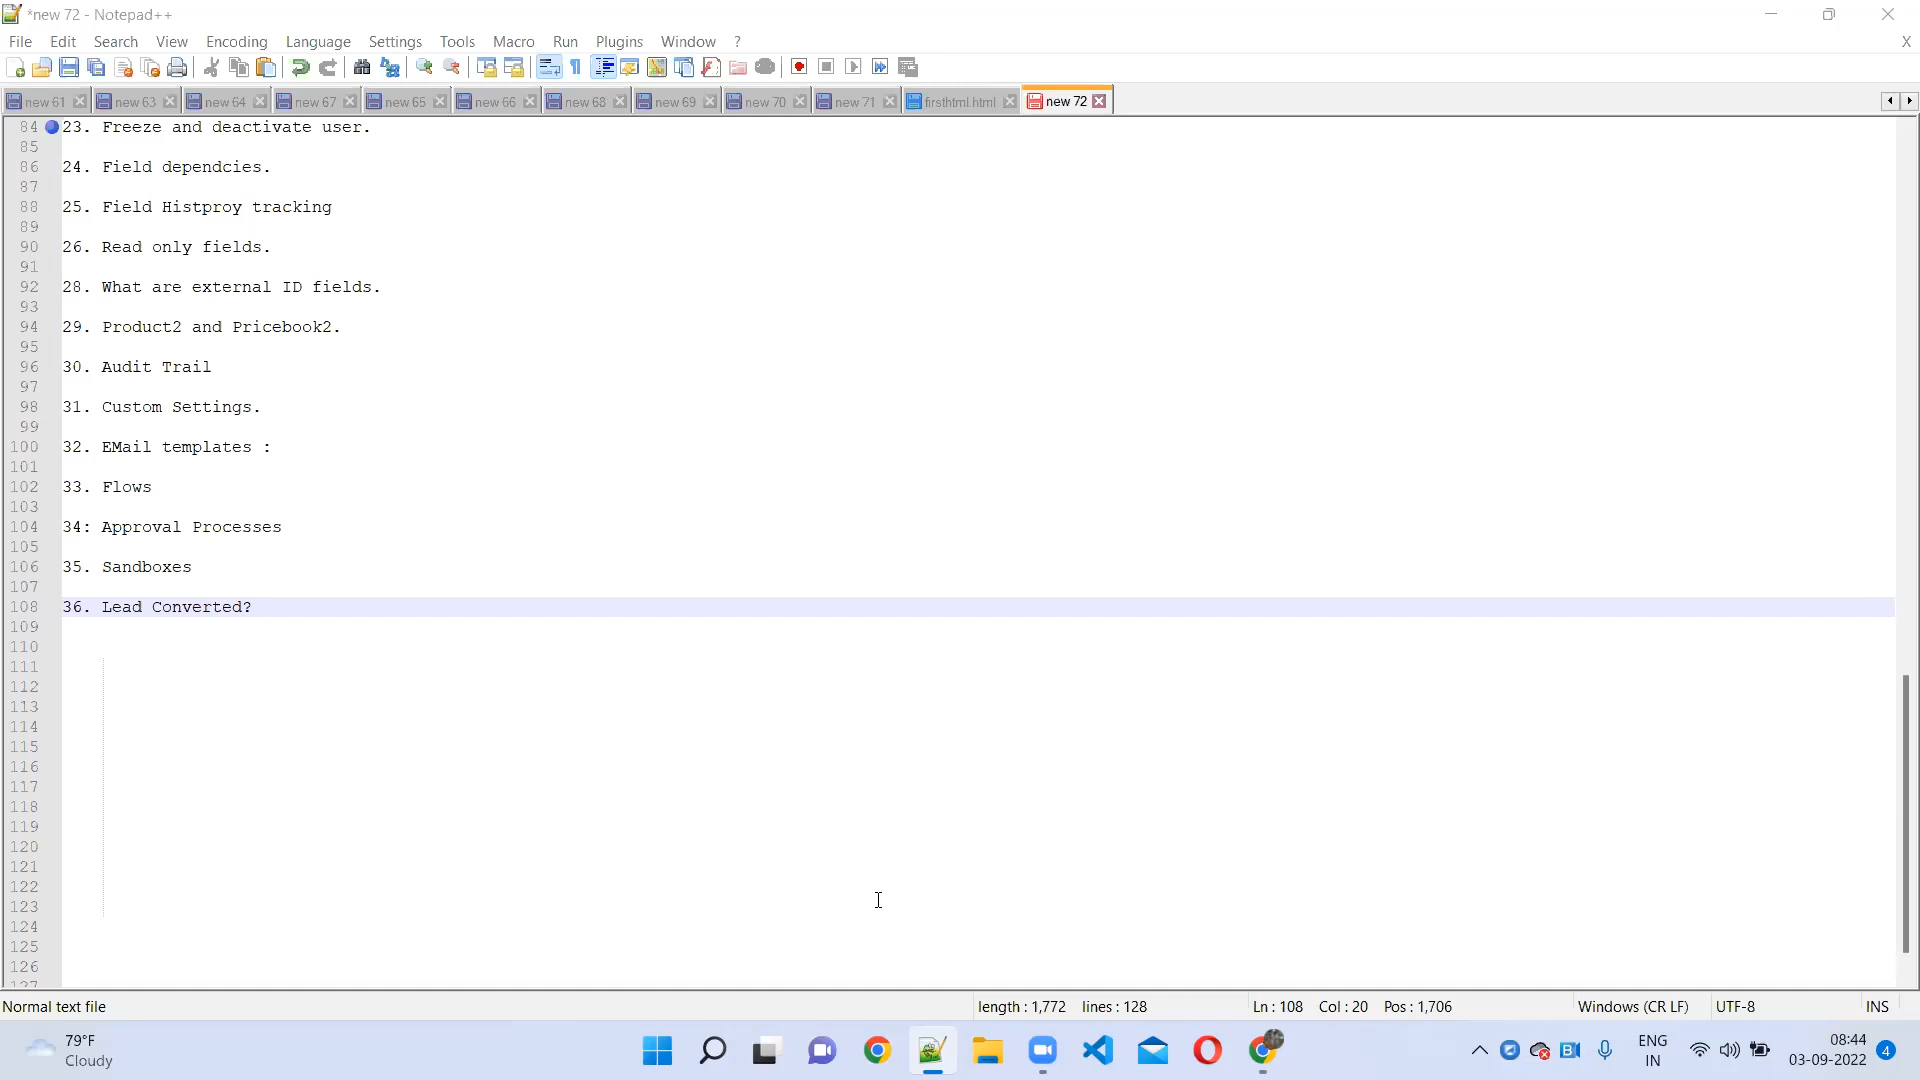 *new 72 - Notepad++
File Edit Search View Encoding Language Settings Tools Macro Run Plugins Window ? X
new 61 new 63 new 64 new 67 new 65 new 66 new 68 new 69 new 70 new 71 firsthtml.html new 72
84 23. Freeze and deactivate user.
85
86 24. Field dependcies.
87
88 25. Field Histproy tracking
89
90 26. Read only fields.
91
92 28. What are external ID fields.
93
94 29. Product2 and Pricebook2.
95
96 30. Audit Trail
97
98 31. Custom Settings.
99
100 32. EMail templates :
101
102 33. Flows
103
104 34: Approval Processes
105
106 35. Sandboxes
107
108 36. Lead Converted?
109
110
111
112
113
114
115
116
117
118
119
120
121
122
123
124
125
126
127
Normal text file length : 1,772 lines : 128 Ln : 108 Col : 20 Pos : 1,706 Windows (CR LF) UTF-8 INS
79°F
Cloudy
ENG
IN
08:44
03-09-2022
4